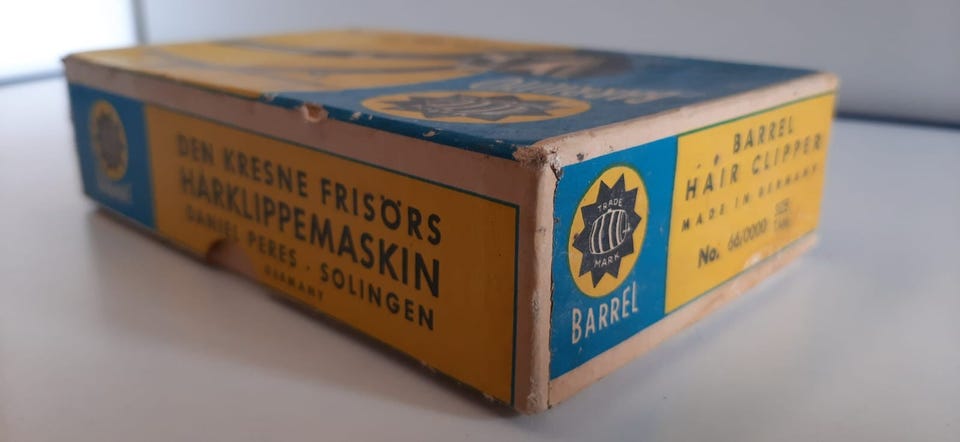 DEN KRESNE FRISÖRS
HÅRKLIPPEMASKIN
DANIEL PERES · SOLINGEN
GERMANY
TRADE
MARK
BARREL
BARREL
HAIR CLIPPER
MADE IN GERMANY
No. 66/0000
SIZE